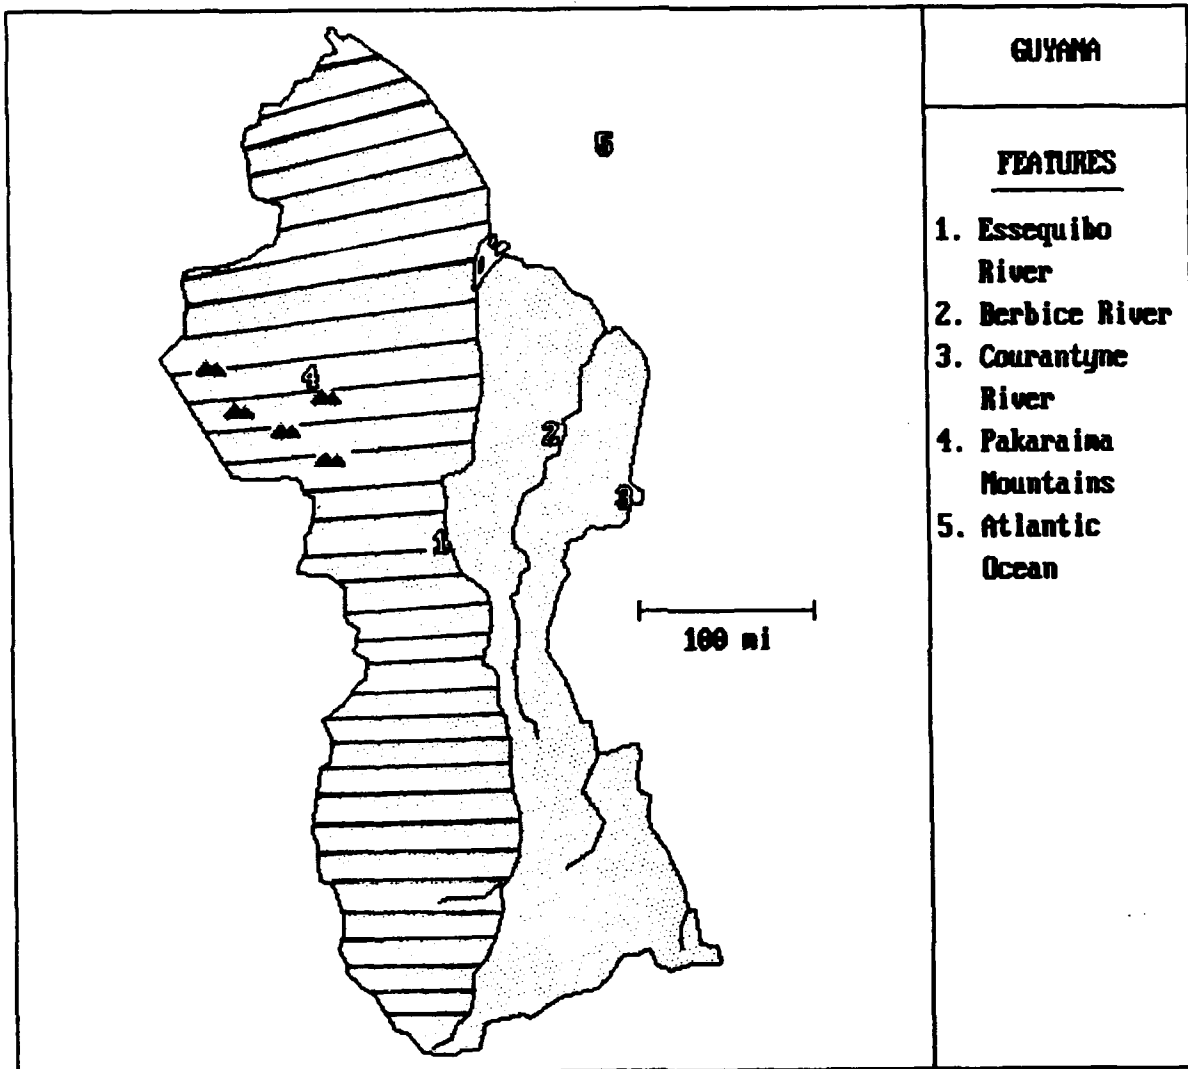 GUYANA
FEATURES
1. Essequibo
River
2. Berbice River
3. Courantyne
River
4. Pakaraima
Mountains
5. Atlantic
Ocean
5
4
2
3
1
100 mi